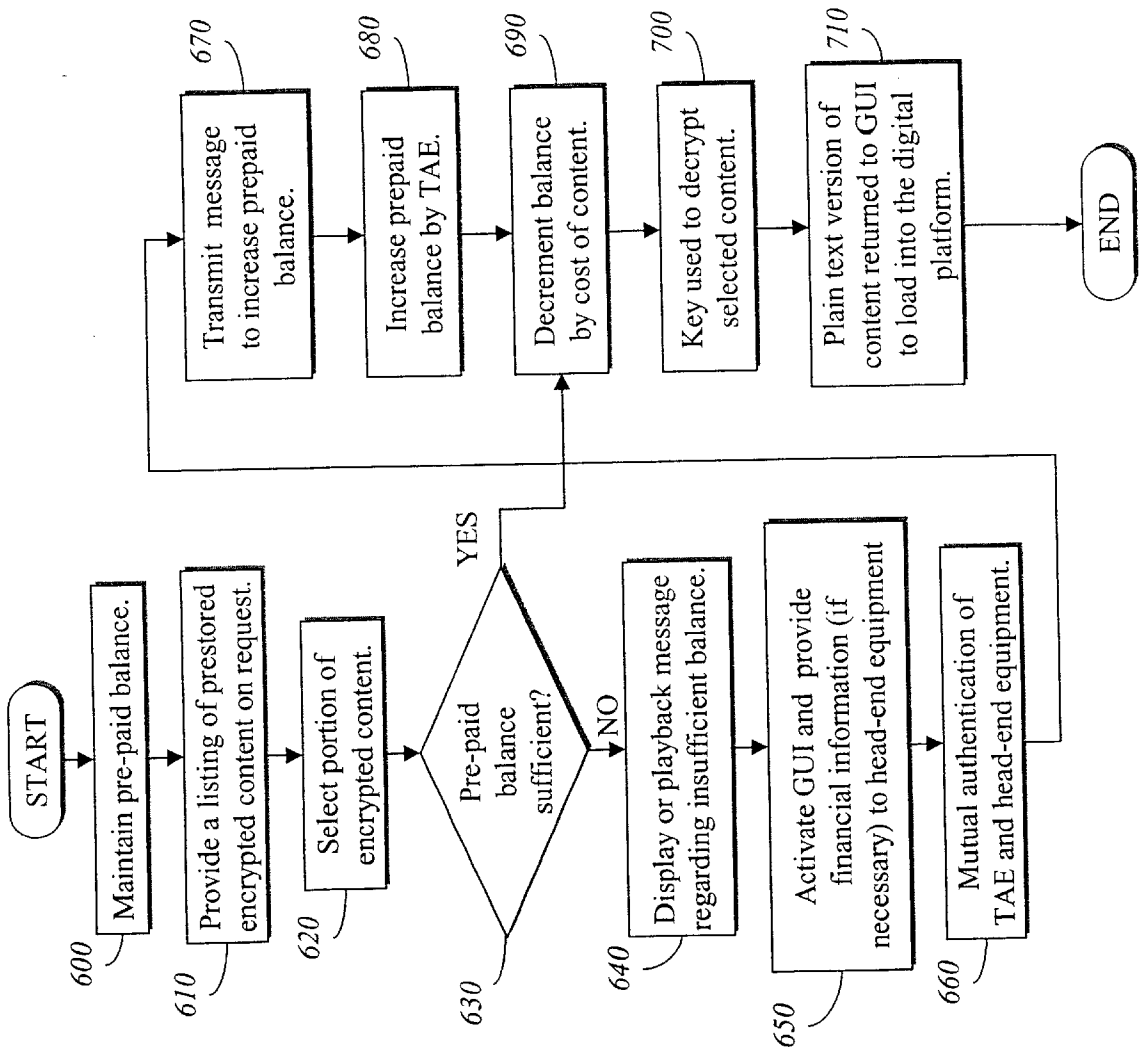 START
600
Maintain pre-paid balance.
610
Provide a listing of prestored
encrypted content on request.
620
Select portion of
encrypted content.
630
Pre-paid
balance
sufficient?
YES
NO
640
Display or playback message
regarding insufficient balance.
650
Activate GUI and provide
financial information (if
necessary) to head-end equipment
660
Mutual authentication of
TAE and head-end equipment.
670
Transmit message
to increase prepaid
balance.
680
Increase prepaid
balance by TAE.
690
Decrement balance
by cost of content.
700
Key used to decrypt
selected content.
710
Plain text version of
content returned to GUI
to load into the digital
platform.
END